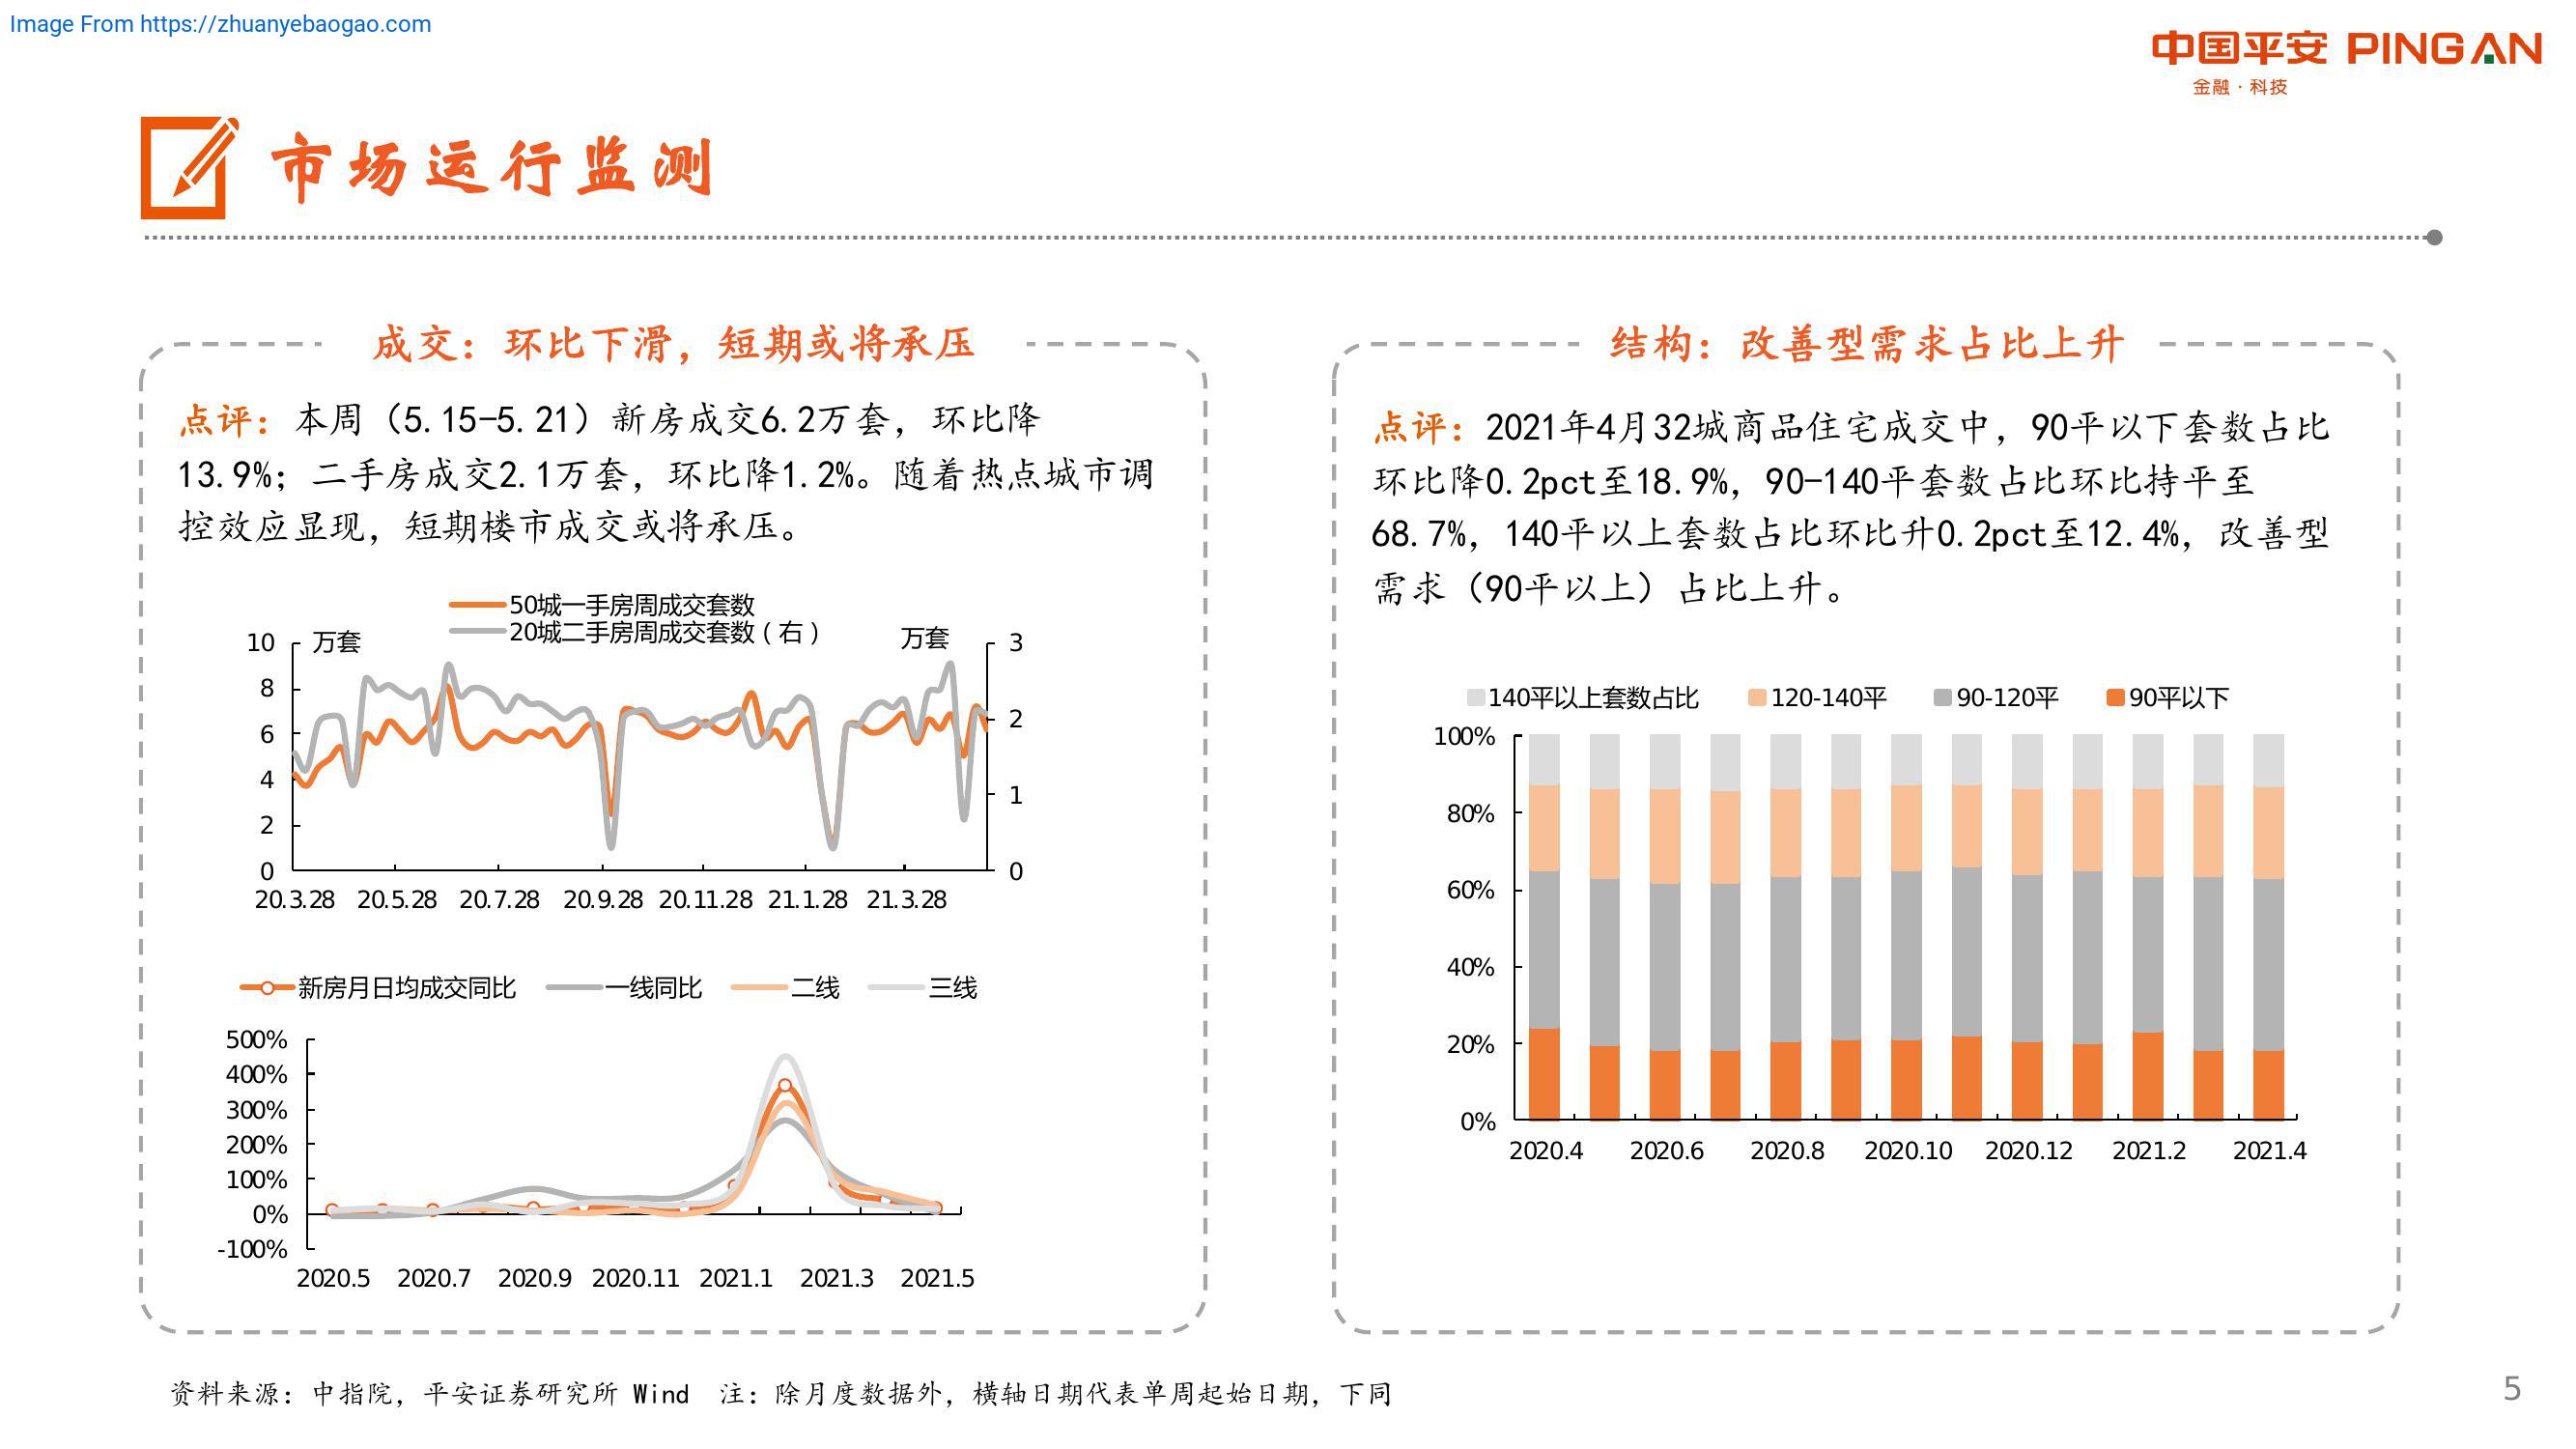 Image From https://zhuanyebaogao.com
中国平安 PINGAN
金融·科技
市场运行监测
成交：环比下滑，短期或将承压
点评：本周（5.15-5.21）新房成交6.2万套，环比降
13.9%；二手房成交2.1万套，环比降1.2%。随着热点城市调
控效应显现，短期楼市成交或将承压。
50城一手房周成交套数
20城二手房周成交套数（右）
万套
万套
10
8
6
4
2
0
3
2
1
0
20.3.28 20.5.28 20.7.28 20.9.28 20.11.28 21.1.28 21.3.28
新房月日均成交同比 一线同比 二线 三线
500%
400%
300%
200%
100%
0%
-100%
2020.5 2020.7 2020.9 2020.11 2021.1 2021.3 2021.5
结构：改善型需求占比上升
点评：2021年4月32城商品住宅成交中，90平以下套数占比
环比降0.2pct至18.9%，90-140平套数占比环比持平至
68.7%，140平以上套数占比环比升0.2pct至12.4%，改善型
需求（90平以上）占比上升。
140平以上套数占比 120-140平 90-120平 90平以下
100%
80%
60%
40%
20%
0%
2020.4 2020.6 2020.8 2020.10 2020.12 2021.2 2021.4
资料来源：中指院，平安证券研究所 Wind 注：除月度数据外，横轴日期代表单周起始日期，下同
5